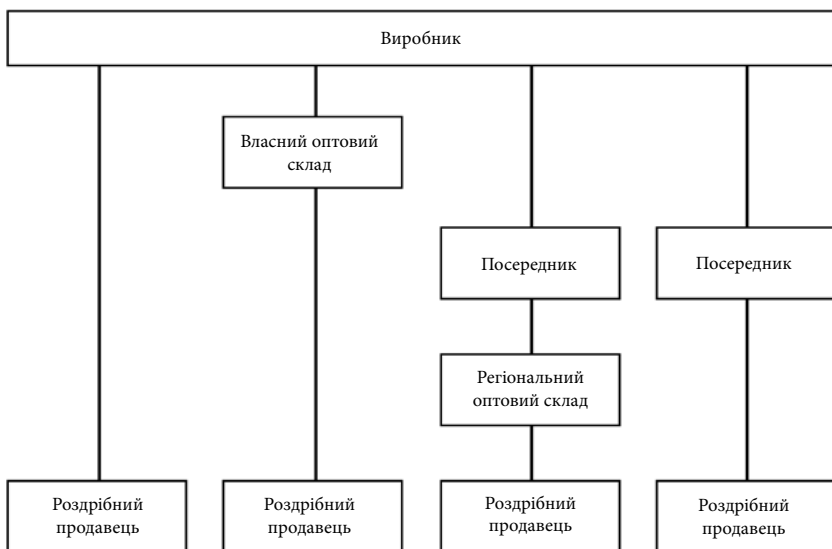 Виробник
Власний оптовий
склад
Посередник
Посередник
Регіональний
оптовий склад
Роздрібний
продавець
Роздрібний
продавець
Роздрібний
продавець
Роздрібний
продавець